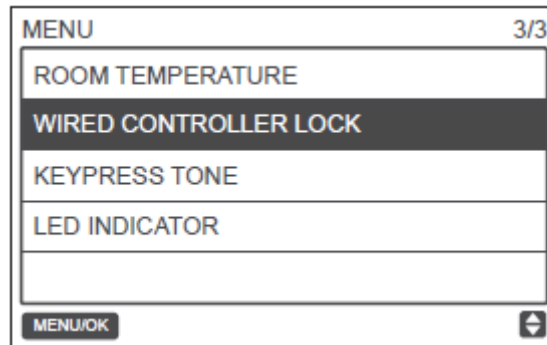 MENU 3/3
ROOM TEMPERATURE
WIRED CONTROLLER LOCK
KEYPRESS TONE
LED INDICATOR
MENU/OK